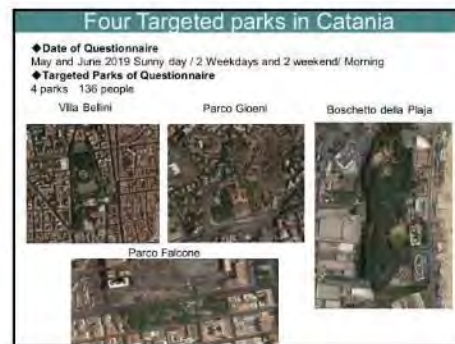 Four Targeted parks in Catania
◆Date of Questionnaire
May and June 2019 Sunny day / 2 Weekdays and 2 weekend/ Morning
◆Targeted Parks of Questionnaire
4 parks 136 people
Villa Bellini
Parco Gioeni
Boschetto della Plaja
Parco Falcone